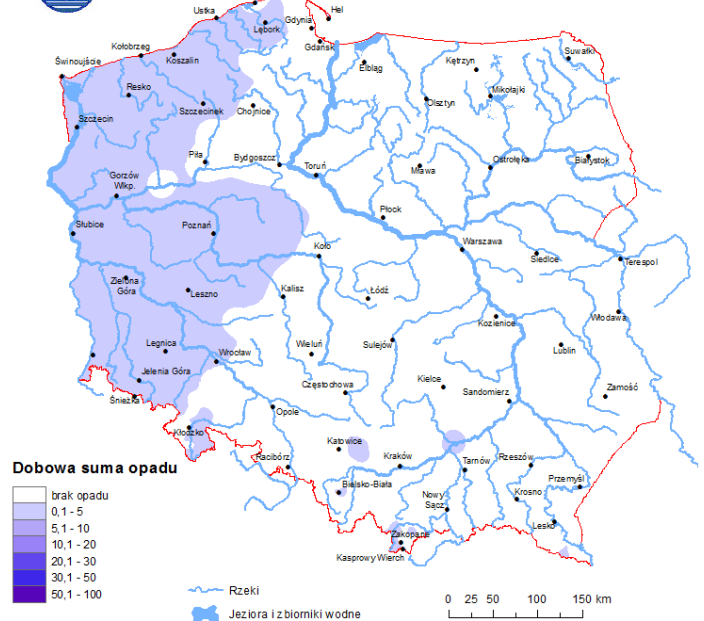 Hel
Ustka
Gdynia
Lębork
Gdańsk
Kołobrzeg
Koszalin
Świnoujście
Elbląg
Kętrzyn
Suwałki
Resko
Szczecinek
Chojnice
Olsztyn
Mikołajki
Szczecin
Piła
Bydgoszcz
Toruń
Mława
Ostrołęka
Białystok
Gorzów
Wlkp.
Płock
Słubice
Poznań
Koło
Warszawa
Siedlce
Terespol
Zielona
Góra
Leszno
Kalisz
Łódź
Kozienice
Włodawa
Legnica
Wrocław
Wieluń
Sulejów
Lublin
Jelenia Góra
Śnieżka
Częstochowa
Kielce
Sandomierz
Zamość
Opole
Kłodzko
Katowice
Racibórz
Kraków
Tarnów
Rzeszów
Przemyśl
Bielsko-Biała
Nowy
Sącz
Krosno
Lesko
Zakopane
Kasprowy Wierch
Dobowa suma opadu
brak opadu
0,1 - 5
5,1 - 10
10,1 - 20
20,1 - 30
30,1 - 50
50,1 - 100
Rzeki
Jeziora i zbiorniki wodne
0 25 50 100 150 km